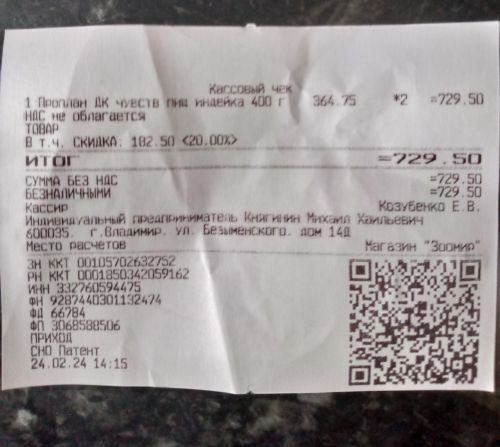 Кассовый чек
1 Проплан ДК чувств пищ индейка 400 г 364.75 *2 =729.50
НДС не облагается
ТОВАР
В т.ч. СКИДКА: 182.50 <20.00%>
ИТОГ =729.50
СУММА БЕЗ НДС =729.50
БЕЗНАЛИЧНЫМИ =729.50
Кассир Козубенко Е.В.
Индивидуальный предприниматель Княгинин Михаил Хаильевич
600035. г.Владимир. ул. Безыменского. дом 14Д
Место расчетов Магазин "Зоомир"
ЗН ККТ 00105702632752
РН ККТ 0001850342059162
ИНН 332760594475
ФН 9287440301132474
ФД 66784
ФП 3068588506
ПРИХОД
СНО Патент
24.02.24 14:15